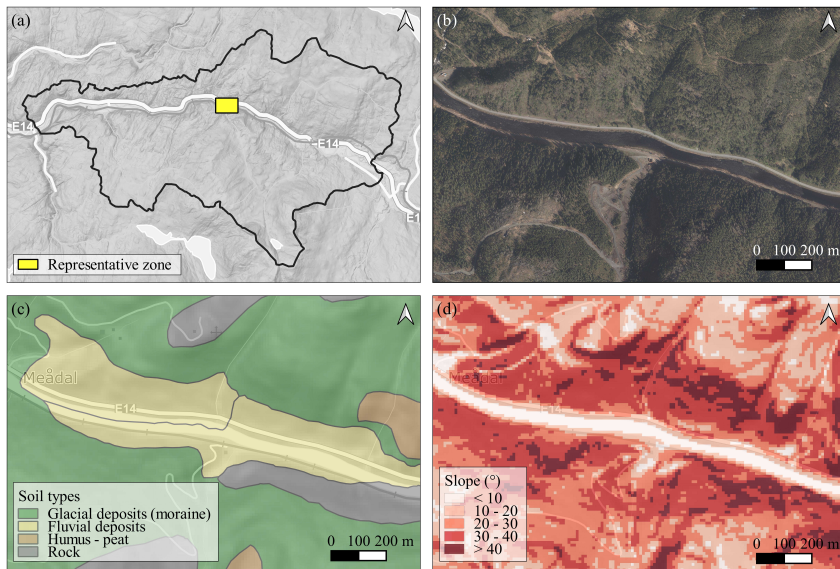 (a)
E14
E14
E1
Representative zone
(b)
0 100 200 m
(c)
Meådal
E14
Soil types
Glacial deposits (moraine)
Fluvial deposits
Humus - peat
Rock
0 100 200 m
(d)
Meådal
E14
Slope (°)
< 10
10 - 20
20 - 30
30 - 40
> 40
0 100 200 m